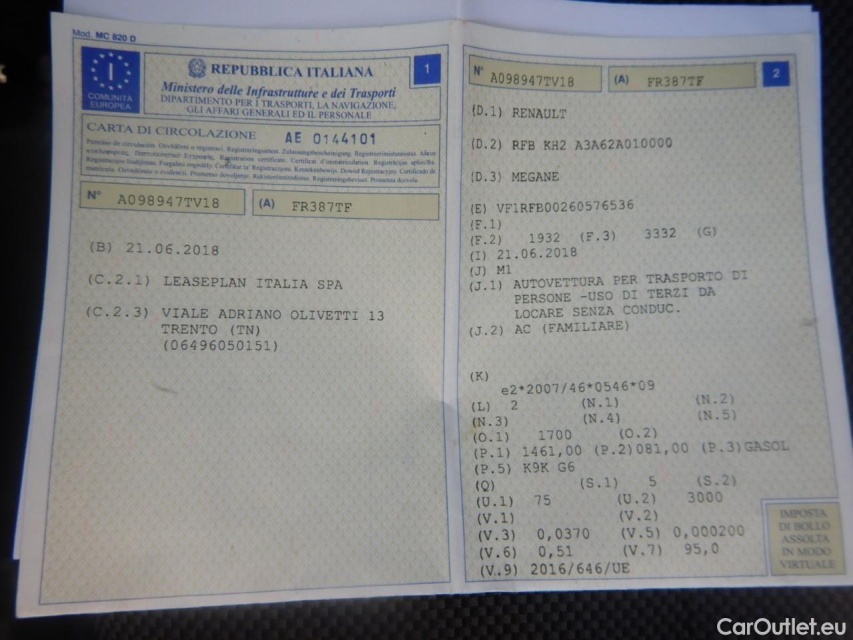 Mod. MC 820 D
I
COMUNITÀ
EUROPEA
REPUBBLICA ITALIANA
1
Ministero delle Infrastrutture e dei Trasporti
DIPARTIMENTO PER I TRASPORTI, LA NAVIGAZIONE,
GLI AFFARI GENERALI ED IL PERSONALE
CARTA DI CIRCOLAZIONE AE 0144101
N° A098947TV18 (A) FR387TF
(B) 21.06.2018
(C.2.1) LEASEPLAN ITALIA SPA
(C.2.3) VIALE ADRIANO OLIVETTI 13
TRENTO (TN)
(06496050151)
N° A098947TV18 (A) FR387TF 2
(D.1) RENAULT
(D.2) RFB KH2 A3A62A010000
(D.3) MEGANE
(E) VF1RFB00260576536
(F.1)
(F.2) 1932 (F.3) 3332 (G)
(I) 21.06.2018
(J) M1
(J.1) AUTOVETTURA PER TRASPORTO DI
PERSONE -USO DI TERZI DA
LOCARE SENZA CONDUC.
(J.2) AC (FAMILIARE)
(K)
e2*2007/46*0546*09
(L) 2 (N.1) (N.2)
(N.3) (N.4) (N.5)
(O.1) 1700 (O.2)
(P.1) 1461,00 (P.2) 081,00 (P.3) GASOL
(P.5) K9K G6
(Q) (S.1) 5 (S.2)
(U.1) 75 (U.2) 3000
(V.1) (V.2)
(V.3) 0,0370 (V.5) 0,000200
(V.6) 0,51 (V.7) 95,0
(V.9) 2016/646/UE
IMPOSTA
DI BOLLO
ASSOLTA
IN MODO
VIRTUALE
CarOutlet.eu